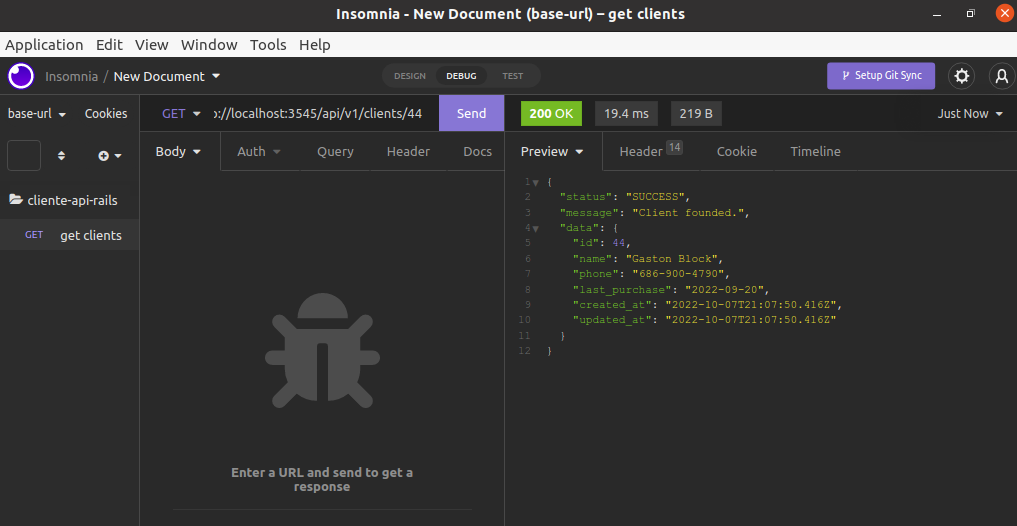 Insomnia - New Document (base-url) – get clients
Application Edit View Window Tools Help
Insomnia / New Document
DESIGN DEBUG TEST
Setup Git Sync
base-url Cookies
GET ://localhost:3545/api/v1/clients/44 Send
200 OK 19.4 ms 219 B Just Now
Body Auth Query Header Docs
Preview Header 14 Cookie Timeline
cliente-api-rails
GET get clients
1 {
2 "status": "SUCCESS",
3 "message": "Client founded.",
4 "data": {
5 "id": 44,
6 "name": "Gaston Block",
7 "phone": "686-900-4790",
8 "last_purchase": "2022-09-20",
9 "created_at": "2022-10-07T21:07:50.416Z",
10 "updated_at": "2022-10-07T21:07:50.416Z"
11 }
12 }
Enter a URL and send to get a
response